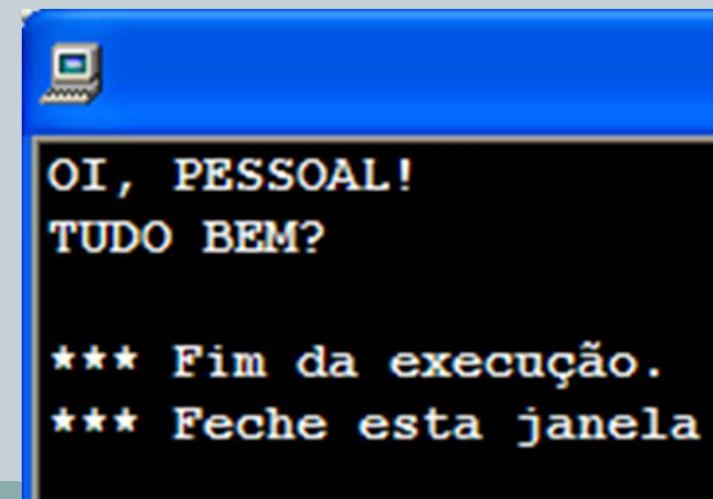 OI, PESSOAL!
TUDO BEM?
*** Fim da execução.
*** Feche esta janela